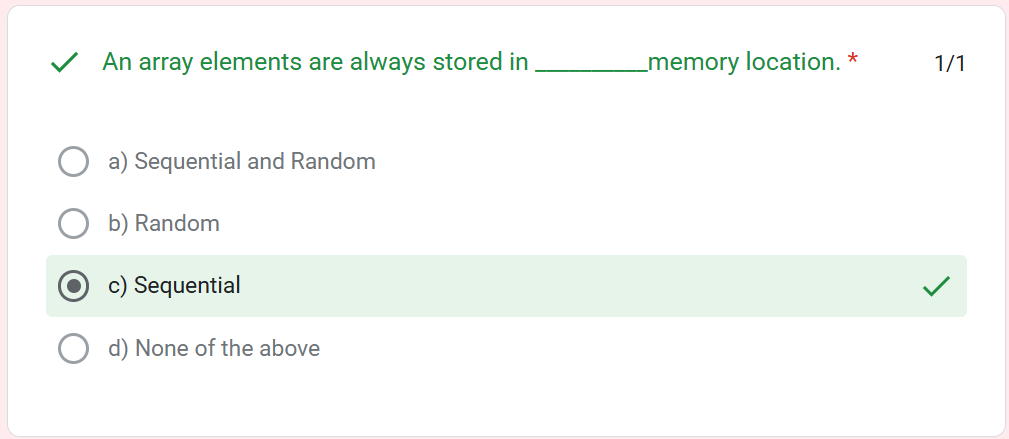 An array elements are always stored in __________memory location. * 1/1
a) Sequential and Random
b) Random
c) Sequential
d) None of the above